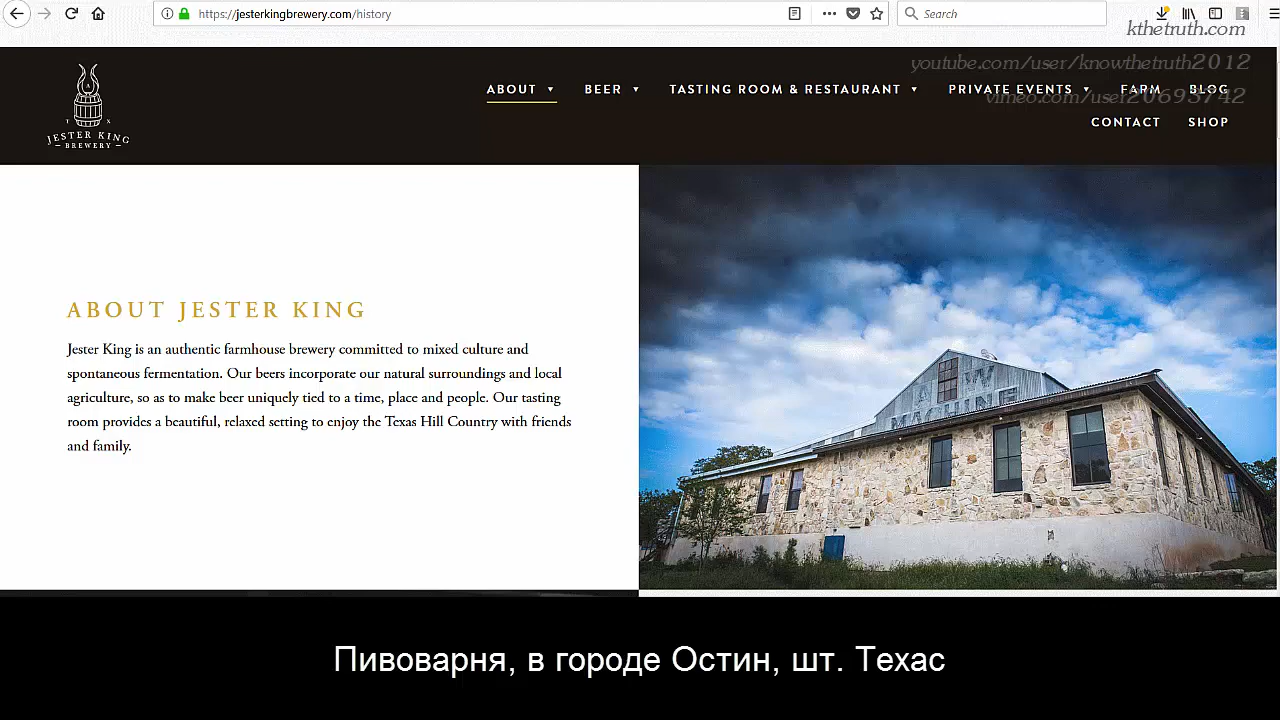 https://jesterkingbrewery.com/history
Search
kthetruth.com
youtube.com/user/knowthetruth2012
vimeo.com/user20693742
JESTER KING
BREWERY
T X
ABOUT
BEER
TASTING ROOM & RESTAURANT
PRIVATE EVENTS
FARM
BLOG
CONTACT
SHOP
ABOUT JESTER KING
Jester King is an authentic farmhouse brewery committed to mixed culture and
spontaneous fermentation. Our beers incorporate our natural surroundings and local
agriculture, so as to make beer uniquely tied to a time, place and people. Our tasting
room provides a beautiful, relaxed setting to enjoy the Texas Hill Country with friends
and family.
MACHINE
Пивоварня, в городе Остин, шт. Техас